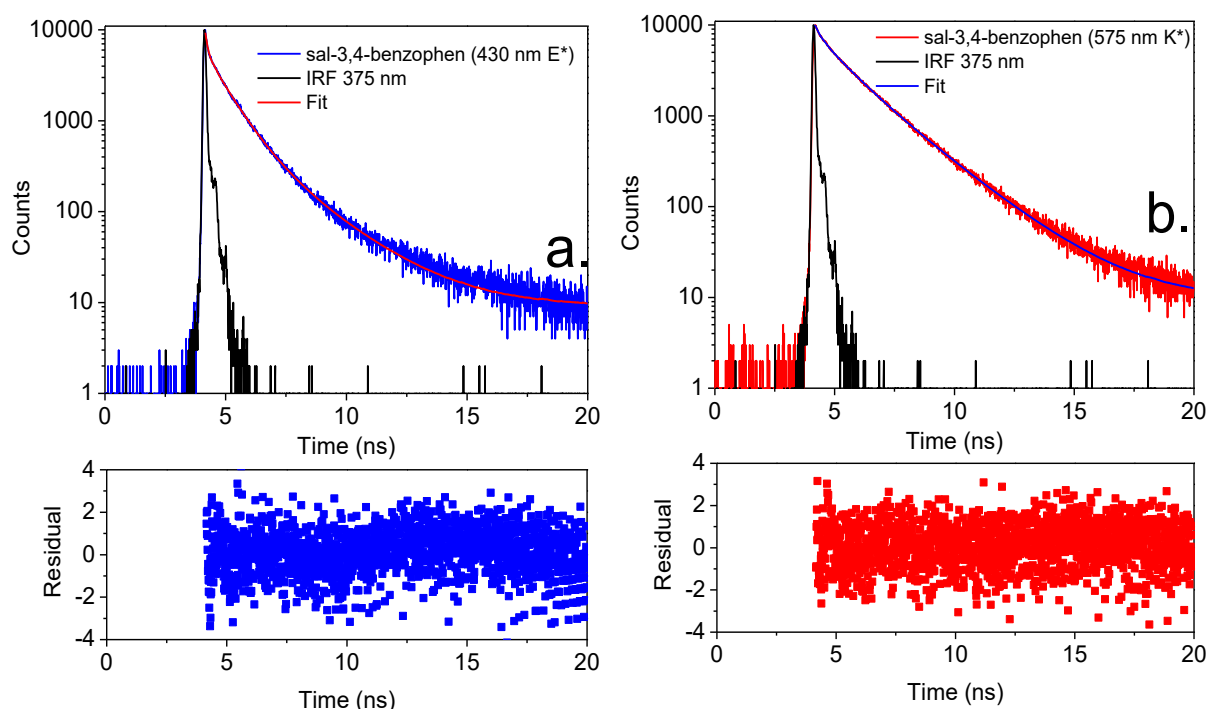 10000
1000
100
10
1
Counts
sal-3,4-benzophen (430 nm E*)
IRF 375 nm
Fit
a.
0 5 10 15 20
Time (ns)
4
2
0
-2
-4
Residual
0 5 10 15 20
Time (ns)
10000
1000
100
10
1
Counts
sal-3,4-benzophen (575 nm K*)
IRF 375 nm
Fit
b.
0 5 10 15 20
Time (ns)
4
2
0
-2
-4
Residual
0 5 10 15 20
Time (ns)